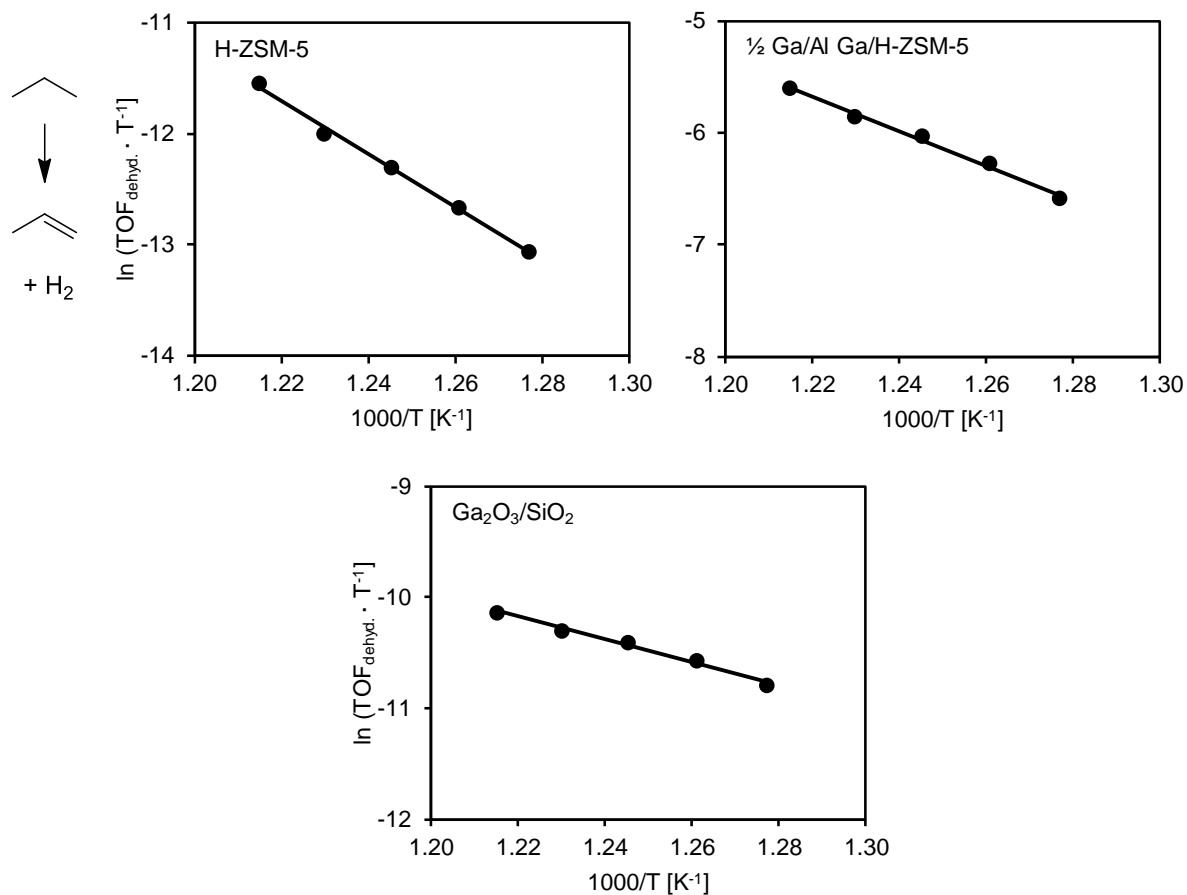 + H2
H-ZSM-5
ln (TOFdehyd. · T-1]
-11
-12
-13
-14
1.20 1.22 1.24 1.26 1.28 1.30
1000/T [K-1]
½ Ga/Al Ga/H-ZSM-5
-5
-6
-7
-8
1.20 1.22 1.24 1.26 1.28 1.30
1000/T [K-1]
Ga2O3/SiO2
ln (TOFdehyd. · T-1]
-9
-10
-11
-12
1.20 1.22 1.24 1.26 1.28 1.30
1000/T [K-1]